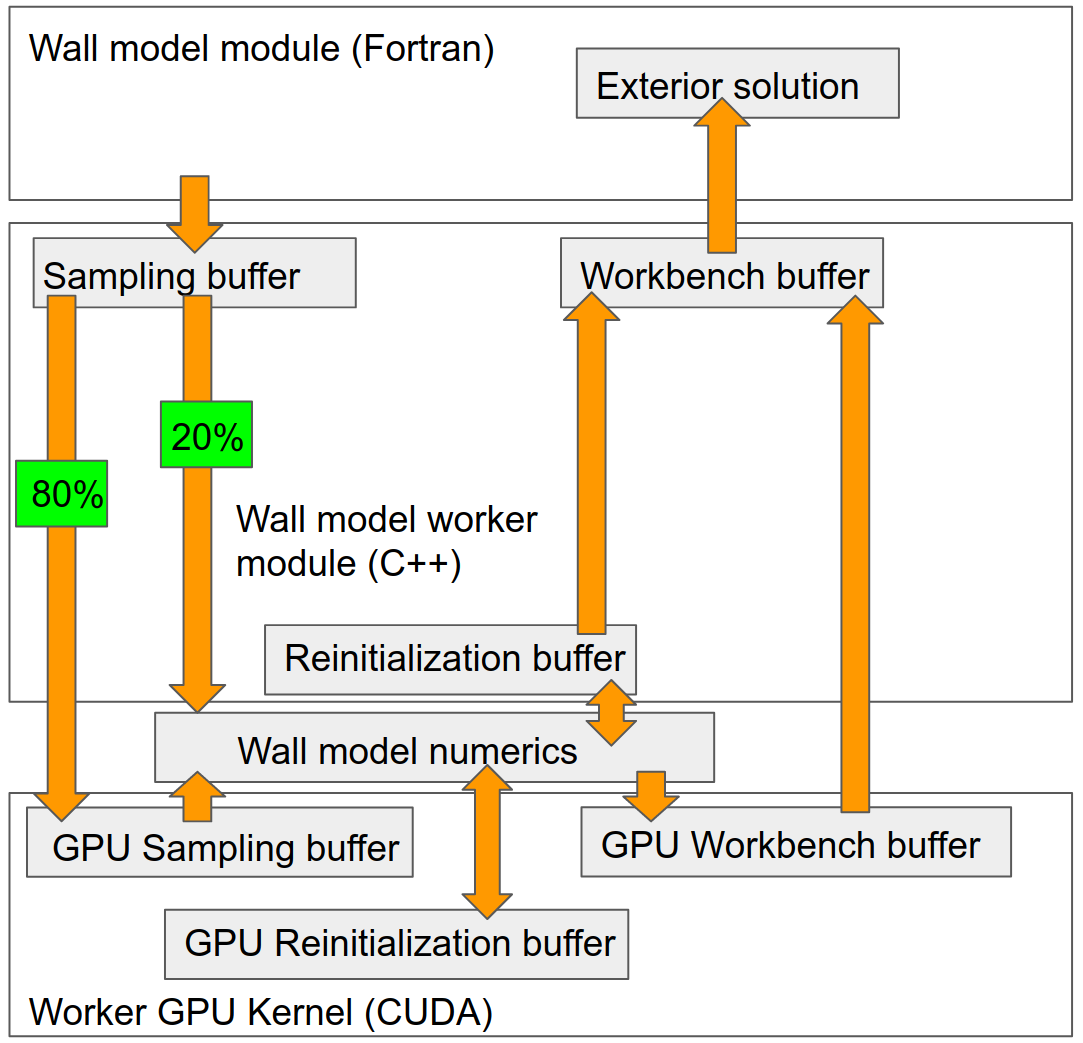 Wall model module (Fortran)
Exterior solution
Sampling buffer
Workbench buffer
20%
80%
Wall model worker
module (C++)
Reinitialization buffer
Wall model numerics
GPU Sampling buffer
GPU Workbench buffer
GPU Reinitialization buffer
Worker GPU Kernel (CUDA)